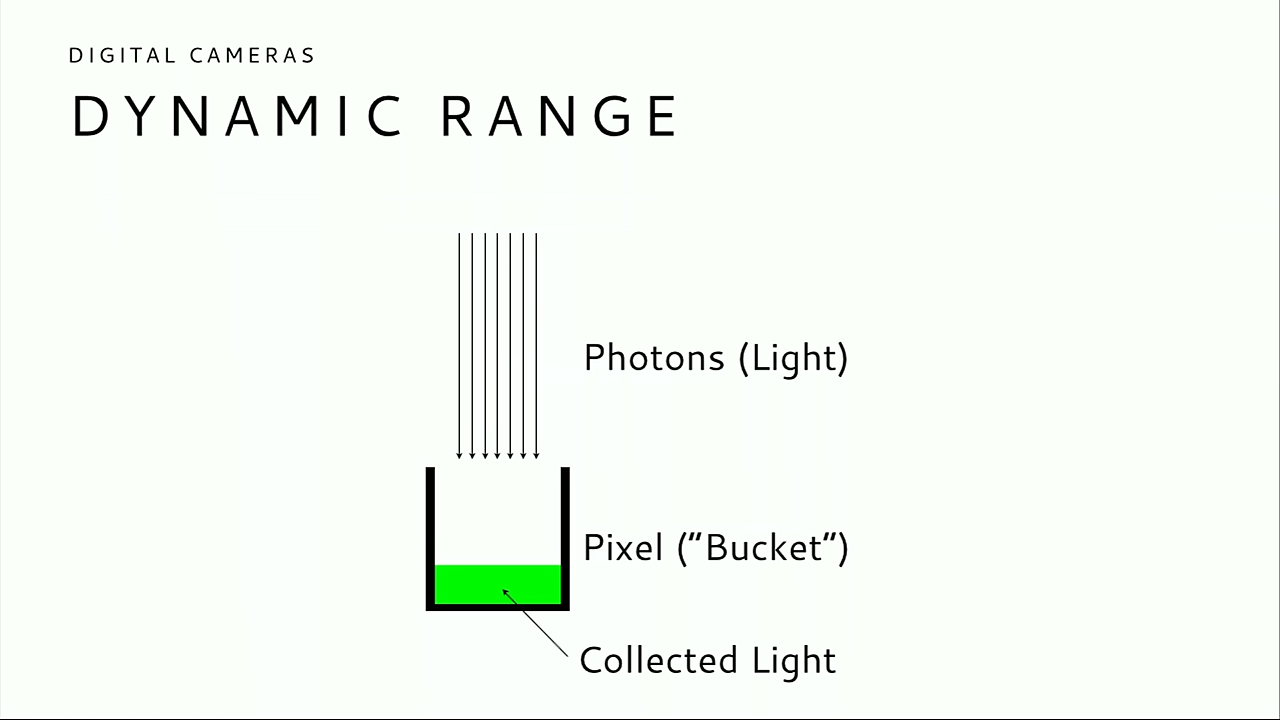 DIGITAL CAMERAS
DYNAMIC RANGE
Photons (Light)
Pixel (“Bucket”)
Collected Light